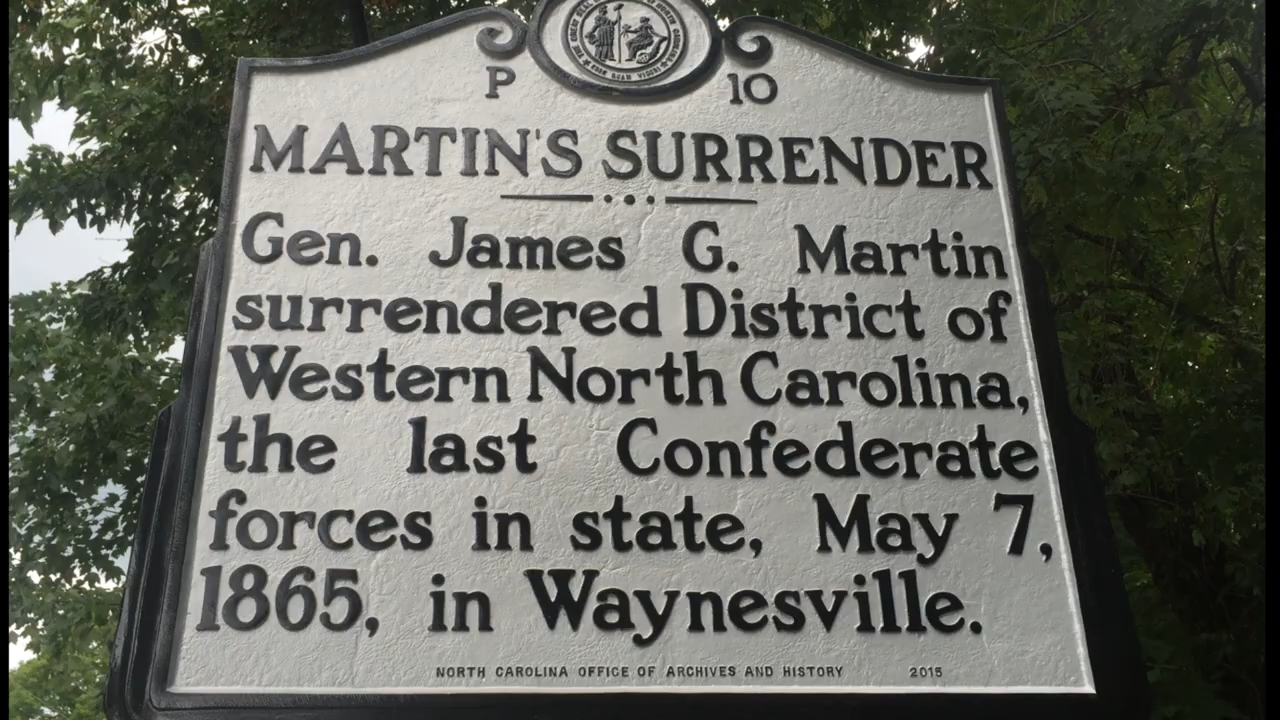 P 10
MARTIN'S SURRENDER
Gen. James G. Martin
surrendered District of
Western North Carolina,
the last Confederate
forces in state, May 7,
1865, in Waynesville.
NORTH CAROLINA OFFICE OF ARCHIVES AND HISTORY 2015